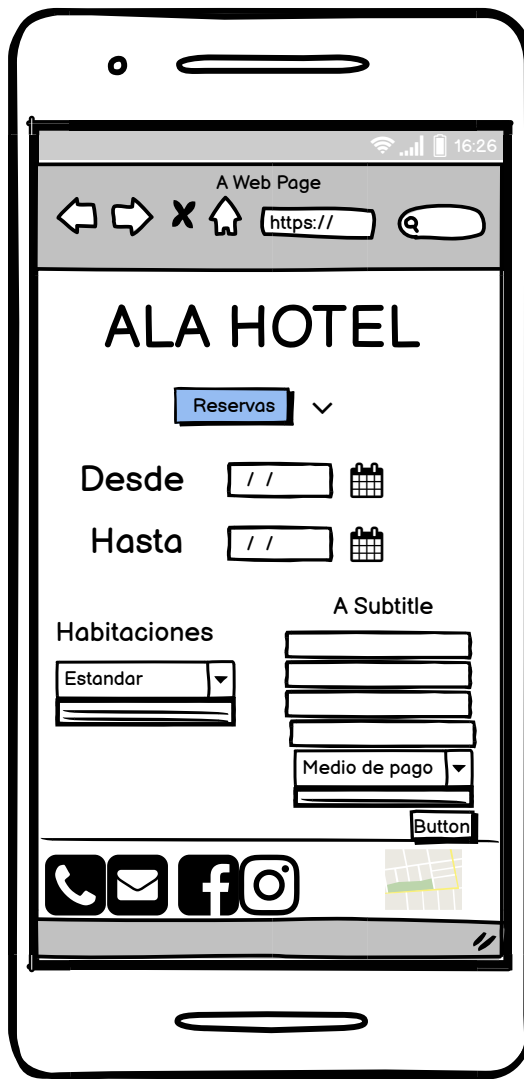 16:26
A Web Page
https://
ALA HOTEL
Reservas
Desde / /
Hasta / /
A Subtitle
Habitaciones
Estandar
Medio de pago
Button